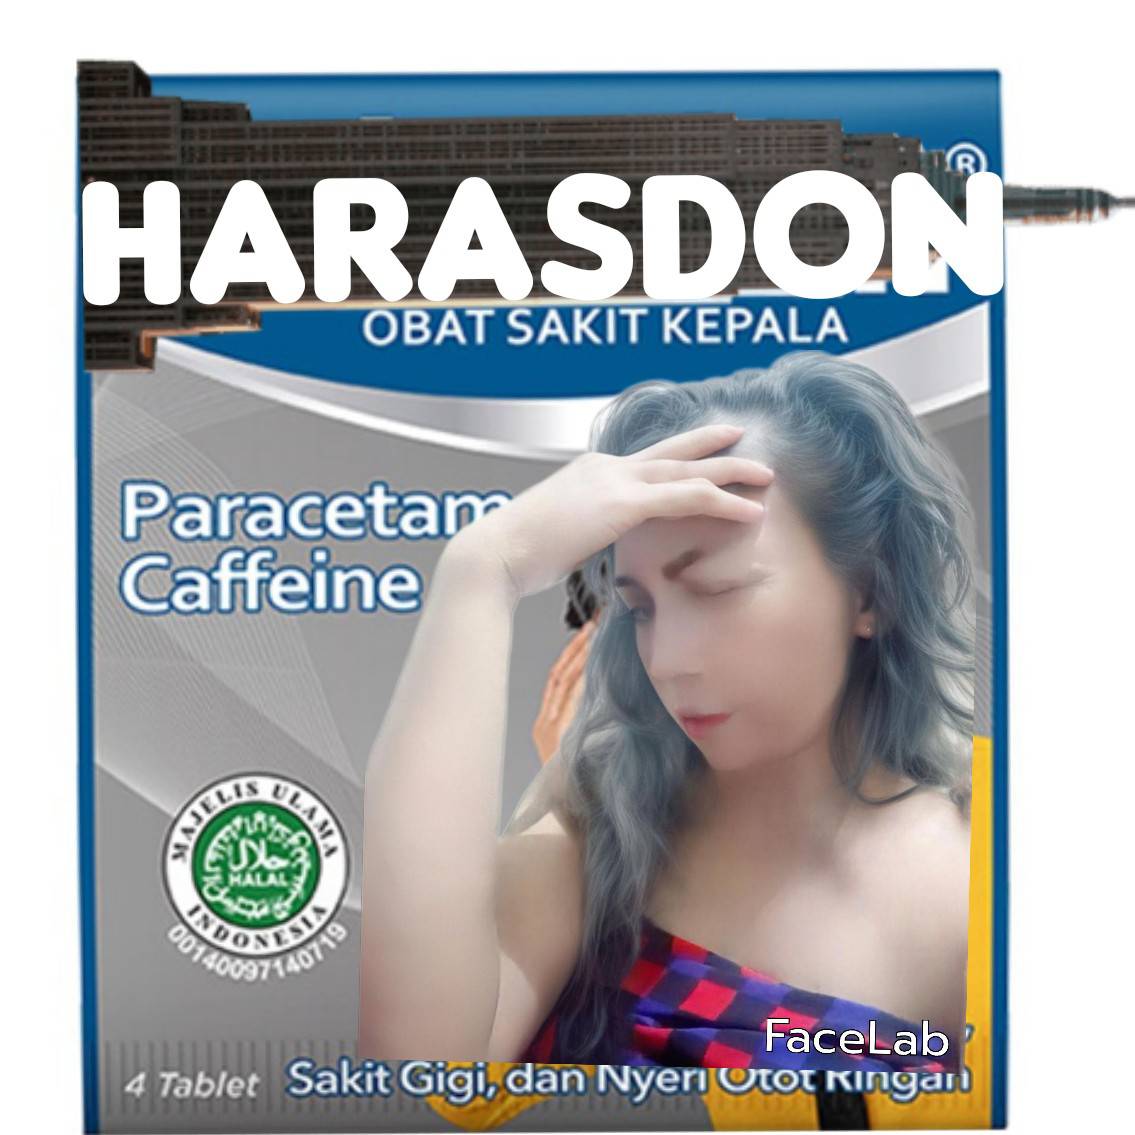 HARASDON
®
OBAT SAKIT KEPALA
Paracetam
Caffeine
MAJELIS ULAMA
حلال
HALAL
INDONESIA
00140097140719
FaceLab
4 Tablet
Sakit Gigi, dan Nyeri Otot Ringan